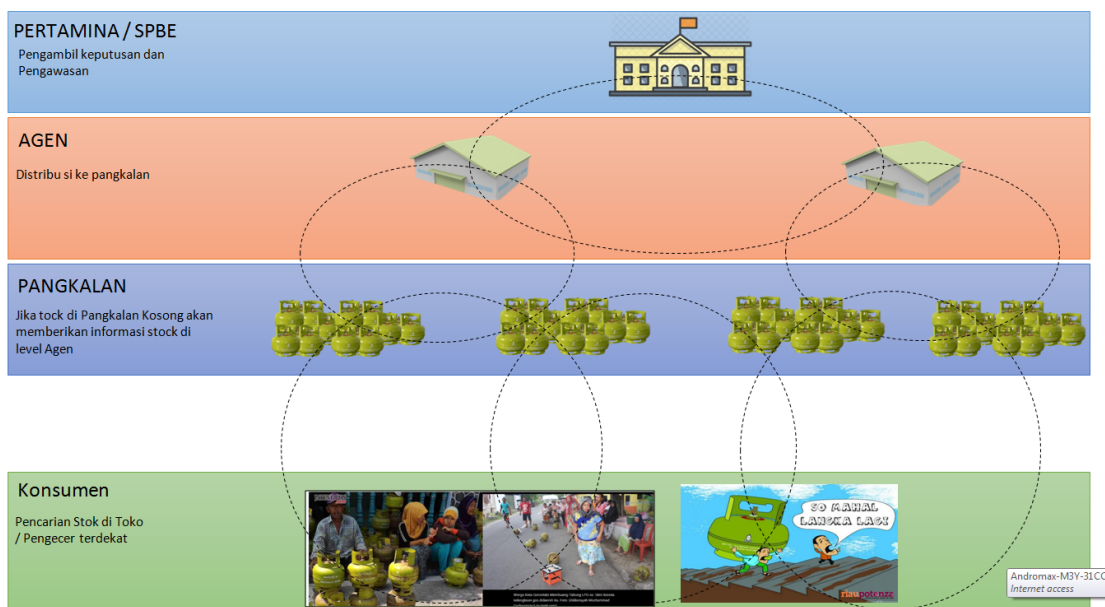 PERTAMINA / SPBE
Pengambil keputusan dan
Pengawasan
AGEN
Distribu si ke pangkalan
PANGKALAN
Jika tock di Pangkalan Kosong akan
memberikan informasi stock di
level Agen
Konsumen
Pencarian Stok di Toko
/ Pengecer terdekat
SO MAHAL
LANGKA LAGI
riaupotenza
Andromax-M3Y-31CC
Internet access